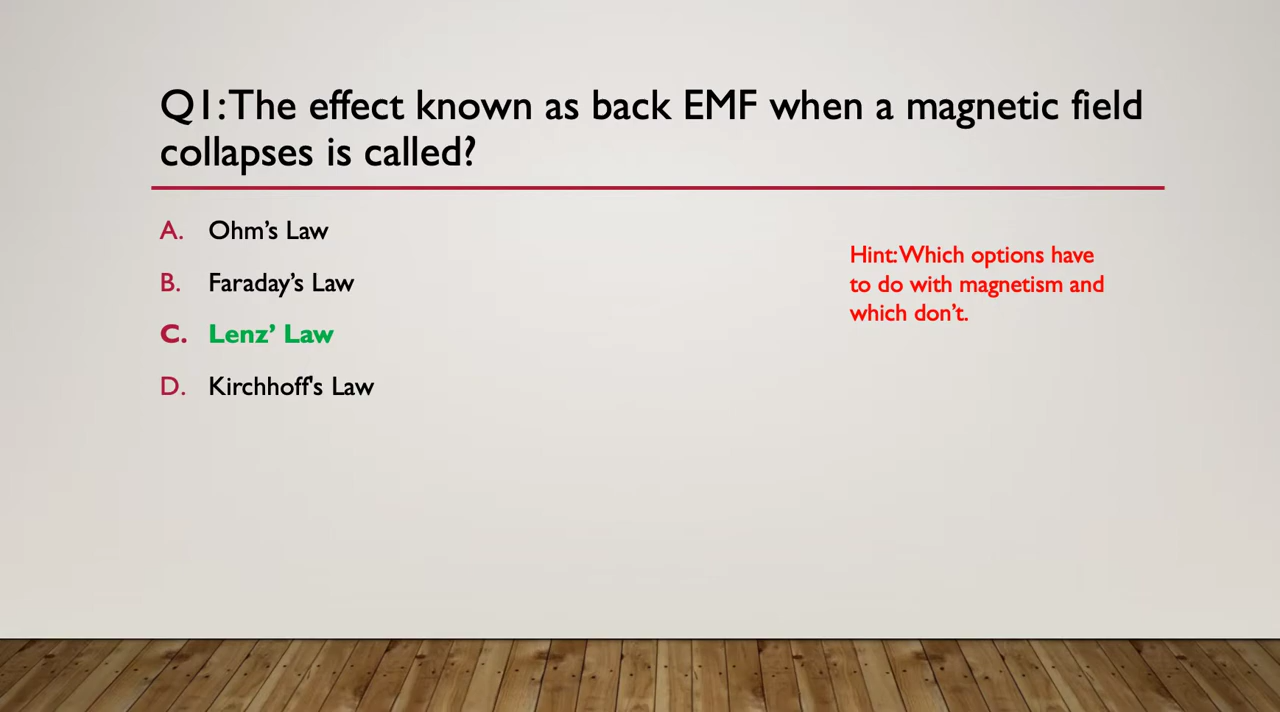 Q1: The effect known as back EMF when a magnetic field
collapses is called?
A. Ohm’s Law
B. Faraday’s Law
C. Lenz’ Law
D. Kirchhoff's Law
Hint: Which options have
to do with magnetism and
which don’t.